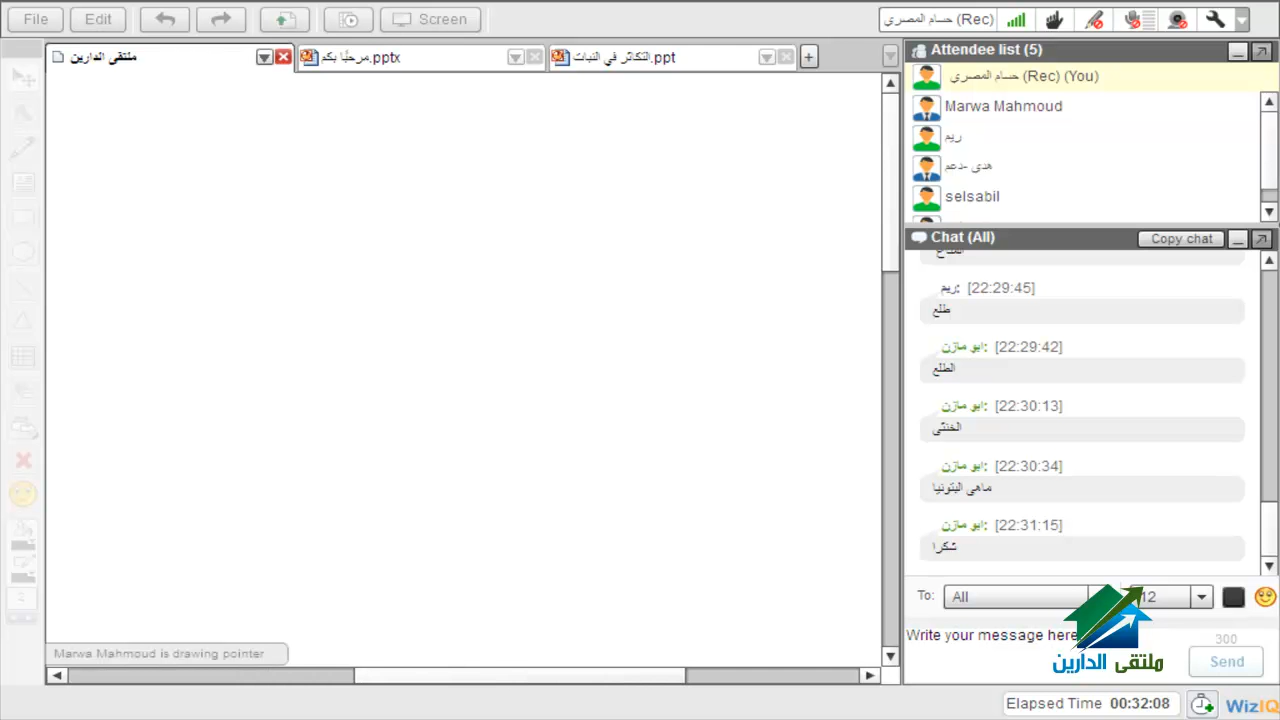 File Edit Screen حسام المصري (Rec)
ملتقى الدارين مرحبًا بكم.pptx التكاثر في النبات.ppt +
Attendee list (5)
حسام المصري (Rec) (You)
Marwa Mahmoud
ريم
هدى -دعم
selsabil
Chat (All) Copy chat
ريم: [22:29:45]
طلع
ابو مازن: [22:29:42]
الطلع
ابو مازن: [22:30:13]
الخنثى
ابو مازن: [22:30:34]
ماهى البتونيا
ابو مازن: [22:31:15]
شكرا
To: All 12
Write your message here
300
Send
ملتقى الدارين
Marwa Mahmoud is drawing pointer
Elapsed Time 00:32:08
WizIQ